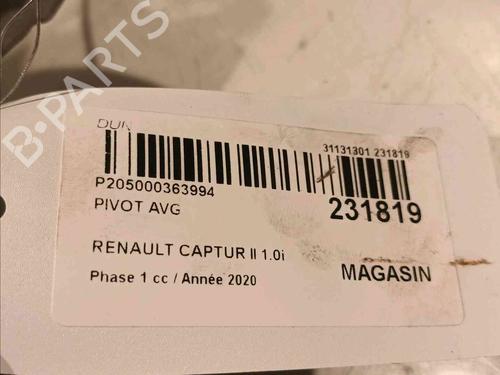 B-PARTS
DUN
31131301 231819
P205000363994
231819
PIVOT AVG
RENAULT CAPTUR II 1.0i
Phase 1 cc / Année 2020
MAGASIN